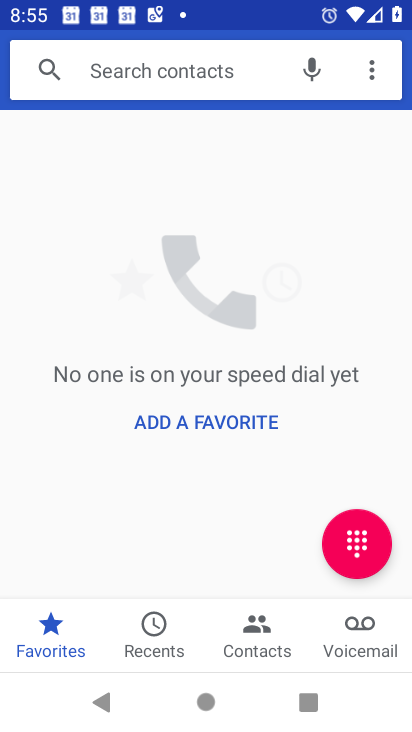 8:55
31 31 31 G
Search contacts
No one is on your speed dial yet
ADD A FAVORITE
Favorites Recents Contacts Voicemail